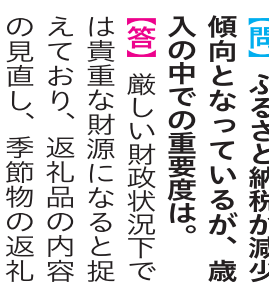 【問】 ふるさと納税が減少
傾向となっているが、歳
入の中での重要度は。
【答】 厳しい財政状況下で
は貴重な財源になると捉
えており、返礼品の内容
の見直し、季節物の返礼